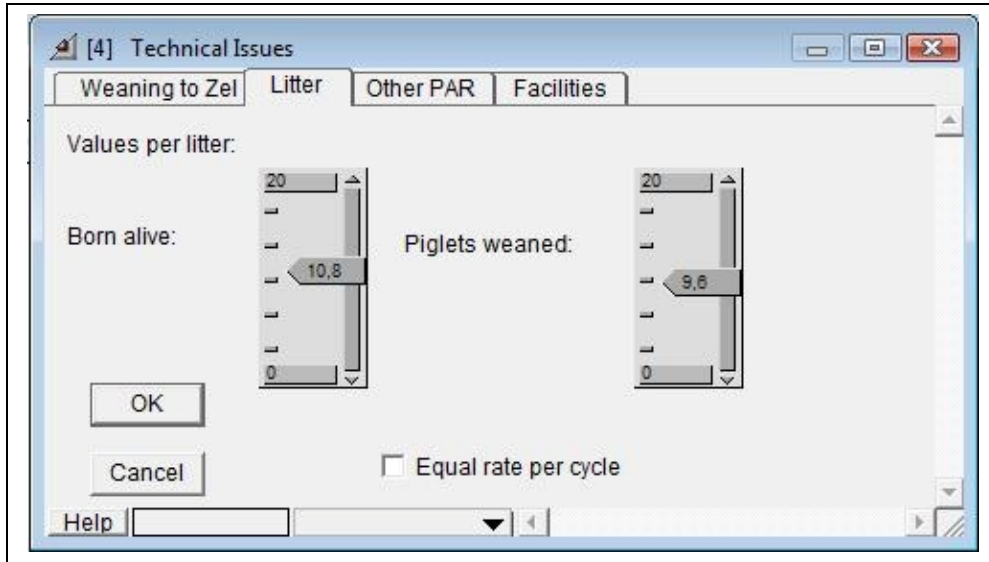 [4] Technical Issues
Weaning to Zel Litter Other PAR Facilities
Values per litter:
20 20
Born alive: Piglets weaned:
10,8 9,6
0 0
OK
Cancel Equal rate per cycle
Help